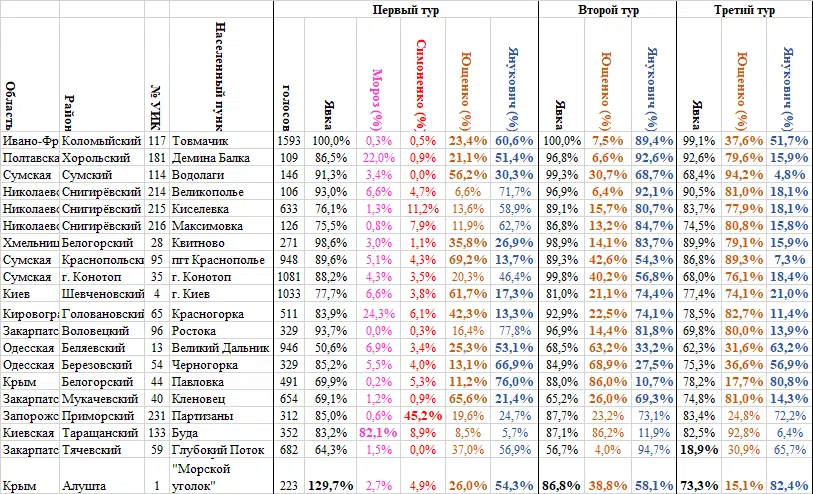 Первый тур Второй тур Третий тур
Область Район № УИК Населенный пунк голосов Явка Мороз (%) Симоненко (%) Ющенко (%) Янукович (%) Явка Ющенко (%) Янукович (%) Явка Ющенко (%) Янукович (%)
Ивано-Фр Коломыйский 117 Товмачик 1593 100,0% 0,3% 0,5% 23,4% 60,6% 100,0% 7,5% 89,4% 99,1% 37,6% 51,7%
Полтавска Хорольский 181 Демина Балка 109 86,5% 22,0% 0,9% 21,1% 51,4% 96,8% 6,6% 92,6% 92,6% 79,6% 15,9%
Сумская Сумский 114 Водолаги 146 91,3% 3,4% 0,0% 56,2% 30,3% 99,3% 30,7% 68,7% 68,4% 94,2% 4,8%
Николаевс Снигирёвский 214 Великополье 106 93,0% 6,6% 4,7% 6,6% 71,7% 96,9% 6,4% 92,1% 90,5% 81,0% 18,1%
Николаевс Снигирёвский 215 Киселевка 633 76,1% 1,3% 11,2% 13,6% 58,9% 89,1% 15,7% 80,7% 83,7% 77,9% 18,1%
Николаевс Снигирёвский 216 Максимовка 126 75,5% 0,8% 7,9% 11,9% 62,7% 86,8% 13,2% 84,7% 74,5% 80,8% 15,8%
Хмельниц Белогорский 28 Квитново 271 98,6% 3,0% 1,1% 35,8% 26,9% 98,9% 14,1% 83,7% 89,9% 79,1% 15,9%
Сумская Краснопольски 95 пгт Краснополье 948 89,6% 5,1% 4,3% 69,2% 13,7% 89,3% 42,6% 54,3% 86,8% 89,3% 7,3%
Сумская г. Конотоп 35 г. Конотоп 1081 88,2% 4,3% 3,5% 20,3% 46,4% 99,8% 40,2% 56,8% 68,0% 76,1% 18,4%
Киев Шевченовский 4 г. Киев 1033 77,7% 6,6% 3,8% 61,7% 17,3% 81,0% 21,1% 74,4% 77,4% 74,1% 21,0%
Кировогра Головановский 65 Красногорка 511 83,9% 24,3% 6,1% 42,3% 13,3% 92,9% 22,5% 74,1% 78,5% 82,7% 11,4%
Закарпатс Воловецкий 96 Ростока 329 93,7% 0,0% 0,3% 16,4% 77,8% 96,9% 14,4% 81,8% 69,8% 80,0% 13,9%
Одесская Беляевский 13 Великий Дальник 946 50,6% 6,9% 3,4% 25,3% 53,1% 68,5% 63,2% 33,2% 62,3% 31,6% 63,2%
Одесская Березовский 54 Черногорка 329 85,2% 5,5% 4,0% 13,1% 66,9% 84,9% 68,9% 27,5% 75,3% 36,6% 56,9%
Крым Белогорский 44 Павловка 491 69,9% 0,2% 5,3% 11,2% 76,0% 88,0% 86,0% 10,7% 80,4% 17,7% 80,8%
Закарпатс Мукачевский 40 Кленовец 654 69,1% 1,2% 0,9% 65,6% 21,4% 65,2% 26,0% 69,3% 74,8% 81,0% 14,3%
Запорожс Приморский 231 Партизаны 312 85,0% 0,6% 45,2% 19,6% 24,7% 87,7% 23,2% 73,1% 83,4% 24,8% 72,2%
Киевская Таращанский 133 Буда 352 83,2% 82,1% 8,9% 8,5% 5,7% 87,1% 86,2% 11,9% 82,5% 92,8% 6,4%
Закарпатс Тячевский 59 Глубокий Поток 682 64,3% 1,5% 0,0% 37,0% 56,9% 56,7% 4,0% 94,7% 18,9% 30,9% 65,7%
"Морской
Крым Алушта 1 уголок" 223 129,7% 2,7% 4,9% 26,0% 54,3% 86,8% 38,8% 58,1% 73,3% 15,1% 82,4%